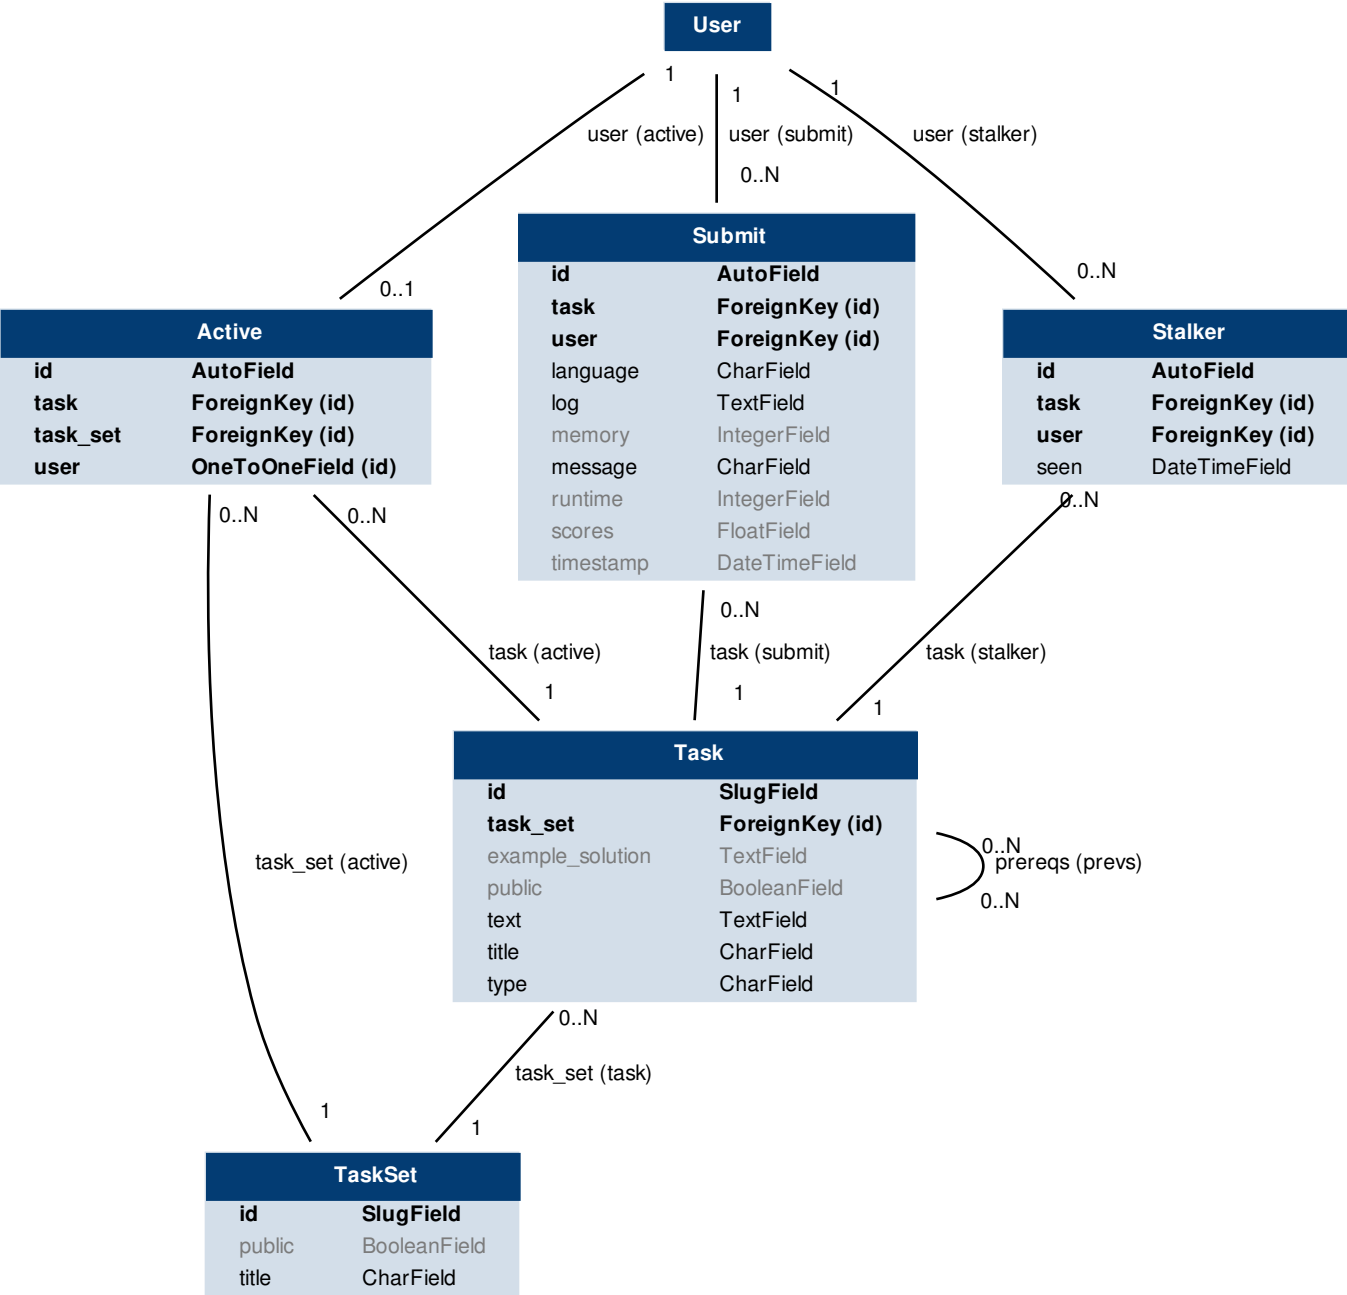 User
1
1
1
user (active)
user (submit)
user (stalker)
0..N
0..N
0..1
Submit
id AutoField
task ForeignKey (id)
user ForeignKey (id)
language CharField
log TextField
memory IntegerField
message CharField
runtime IntegerField
scores FloatField
timestamp DateTimeField
Active
id AutoField
task ForeignKey (id)
task_set ForeignKey (id)
user OneToOneField (id)
Stalker
id AutoField
task ForeignKey (id)
user ForeignKey (id)
seen DateTimeField
0..N
0..N
0..N
0..N
task (active)
task (submit)
task (stalker)
1
1
1
Task
id SlugField
task_set ForeignKey (id)
example_solution TextField
public BooleanField
text TextField
title CharField
type CharField
0..N
prereqs (prevs)
0..N
task_set (active)
0..N
task_set (task)
1
1
TaskSet
id SlugField
public BooleanField
title CharField